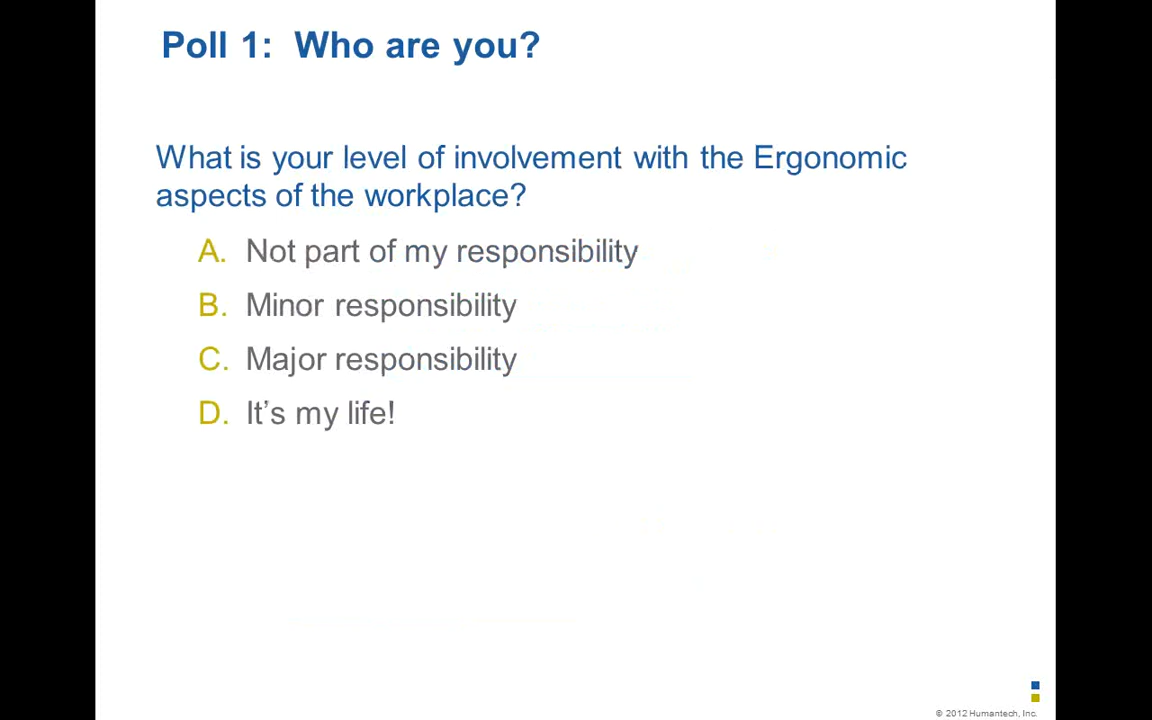 Poll 1: Who are you?
What is your level of involvement with the Ergonomic
aspects of the workplace?
A. Not part of my responsibility
B. Minor responsibility
C. Major responsibility
D. It’s my life!
© 2012 Humantech, Inc.